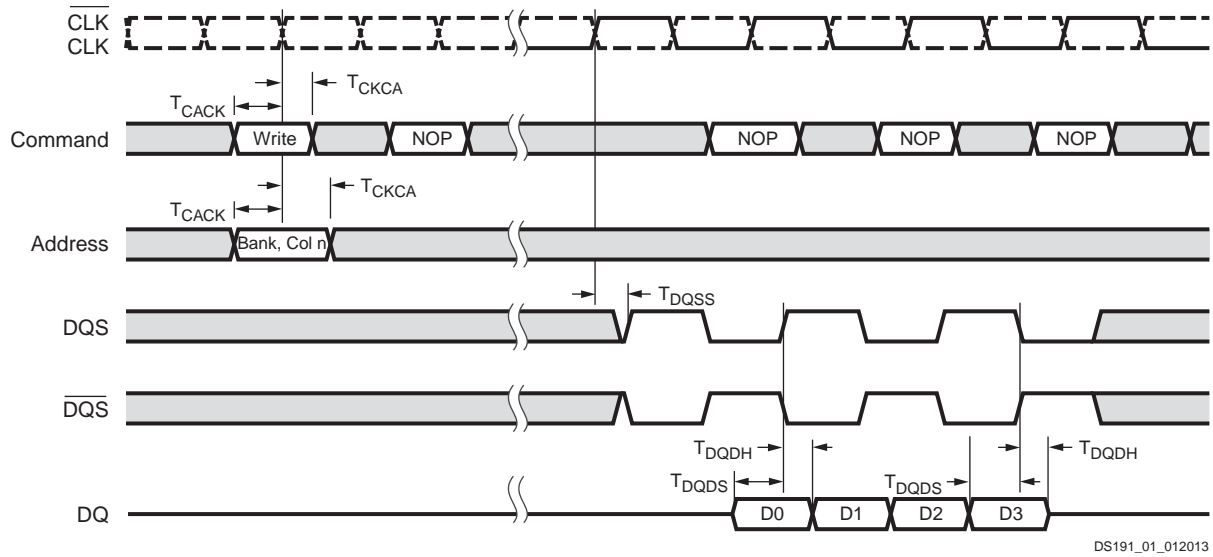 CLK
CLK
TCKCA
TCACK
Command
Write
NOP
NOP
NOP
NOP
TCKCA
TCACK
Address
Bank, Col n
TDQSS
DQS
DQS
TDQDH
TDQDH
TDQDS
TDQDS
DQ
D0
D1
D2
D3
DS191_01_012013